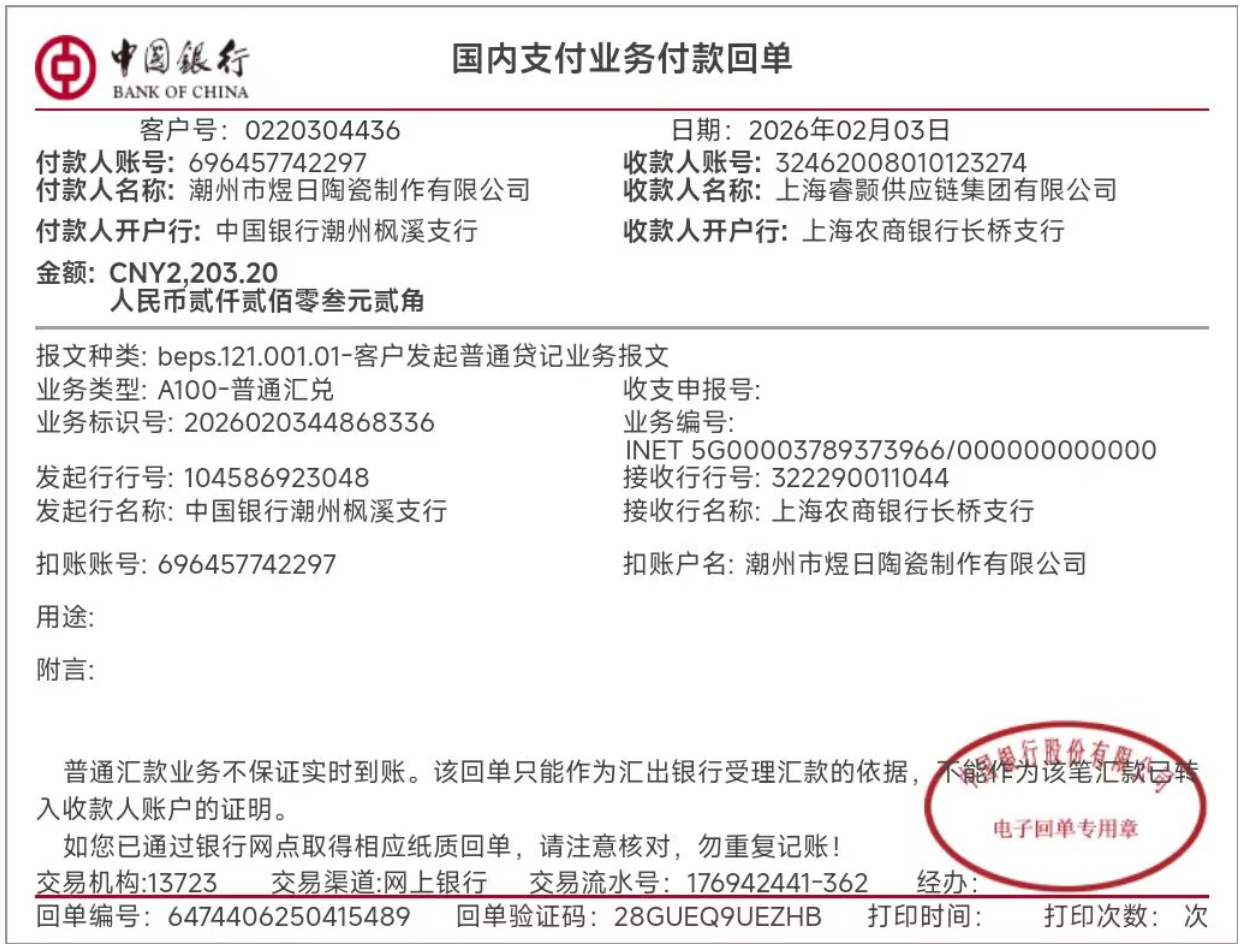 中国银行
BANK OF CHINA
国内支付业务付款回单
客户号：0220304436 日期：2026年02月03日
付款人账号: 696457742297 收款人账号: 32462008010123274
付款人名称: 潮州市煜日陶瓷制作有限公司 收款人名称: 上海睿颢供应链集团有限公司
付款人开户行: 中国银行潮州枫溪支行 收款人开户行: 上海农商银行长桥支行
金额: CNY2,203.20
人民币贰仟贰佰零叁元贰角
报文种类: beps.121.001.01-客户发起普通贷记业务报文
业务类型: A100-普通汇兑 收支申报号:
业务标识号: 2026020344868336 业务编号:
INET 5G00003789373966/000000000000
发起行行号: 104586923048 接收行行号: 322290011044
发起行名称: 中国银行潮州枫溪支行 接收行名称: 上海农商银行长桥支行
扣账账号: 696457742297 扣账户名: 潮州市煜日陶瓷制作有限公司
用途:
附言:
普通汇款业务不保证实时到账。该回单只能作为汇出银行受理汇款的依据，不能作为该笔汇款已转
入收款人账户的证明。
如您已通过银行网点取得相应纸质回单，请注意核对，勿重复记账！
中国银行股份有限公司
电子回单专用章
交易机构:13723 交易渠道:网上银行 交易流水号：176942441-362 经办：
回单编号：6474406250415489 回单验证码：28GUEQ9UEZHB 打印时间： 打印次数： 次